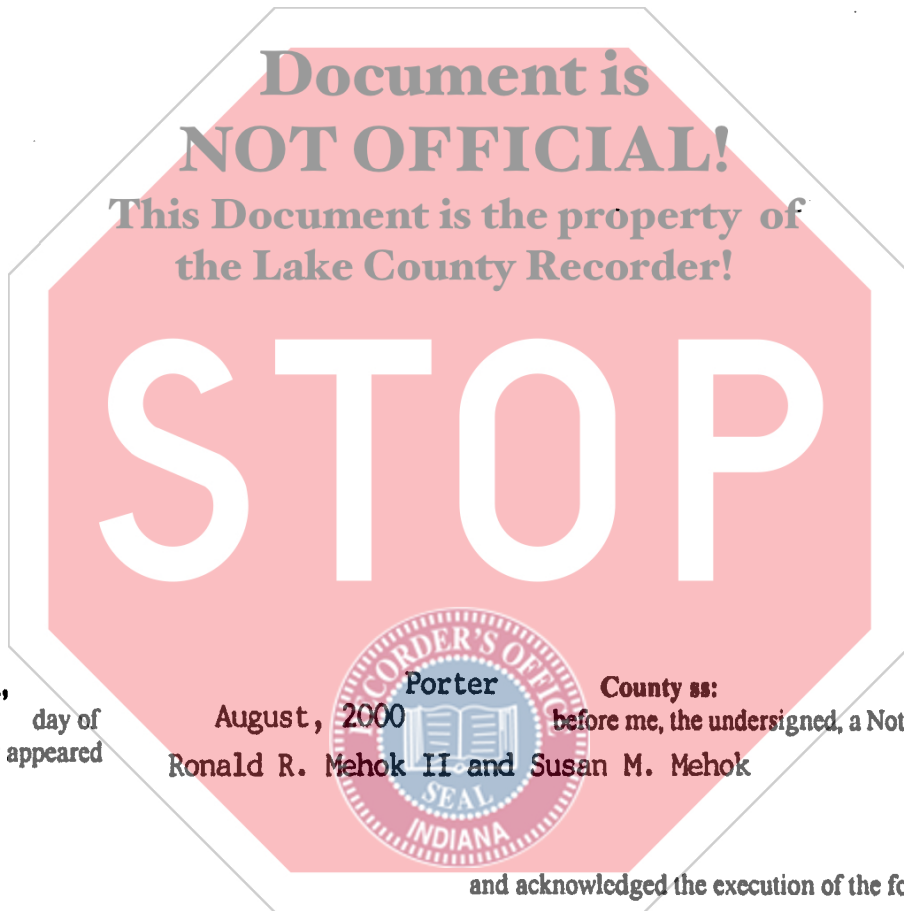 Document is
NOT OFFICIAL!
This Document is the property of
the Lake County Recorder!
STOP
RECORDER'S OFFICE
Porter County ss:
day of August, 2000 before me, the undersigned, a Not
appeared Ronald R. Mehok II and Susan M. Mehok
SEAL
INDIANA
and acknowledged the execution of the fo